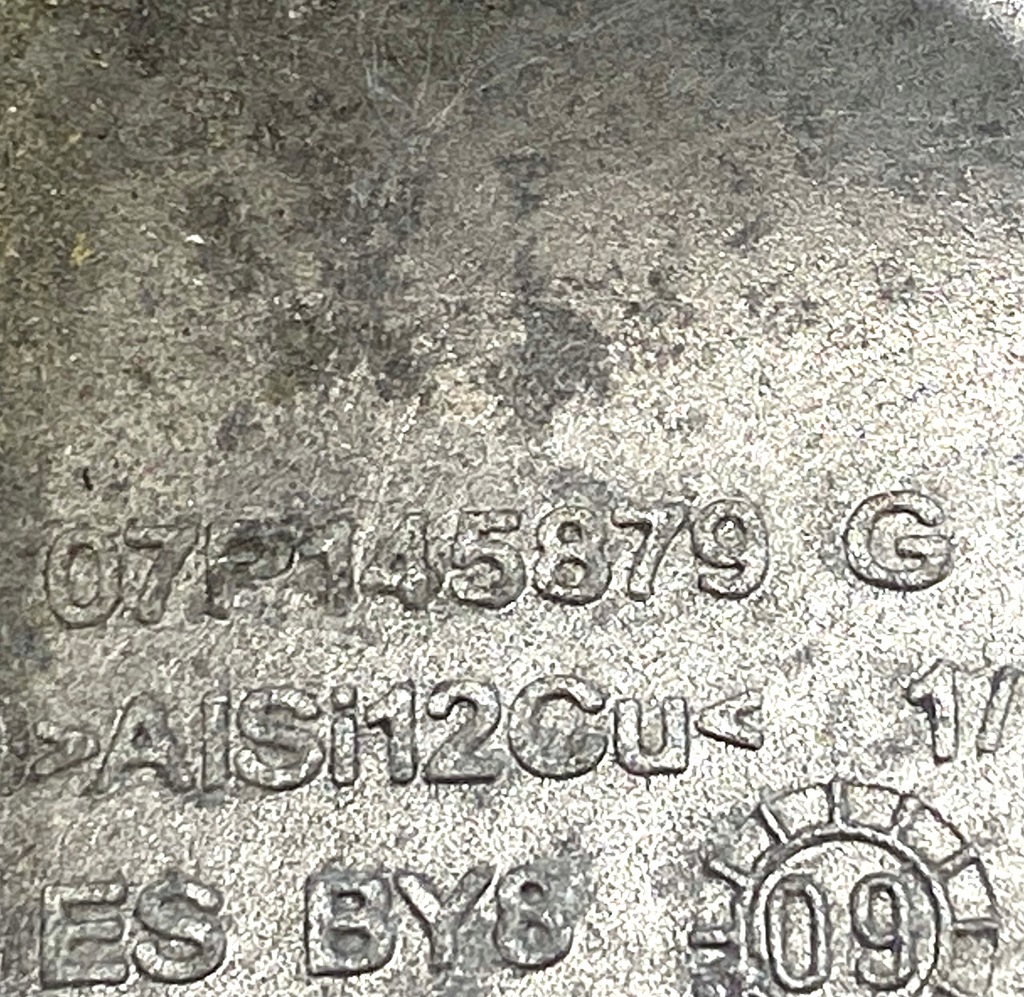 07P145879 G
>AlSi12Cu< 1/
ES BY8
09